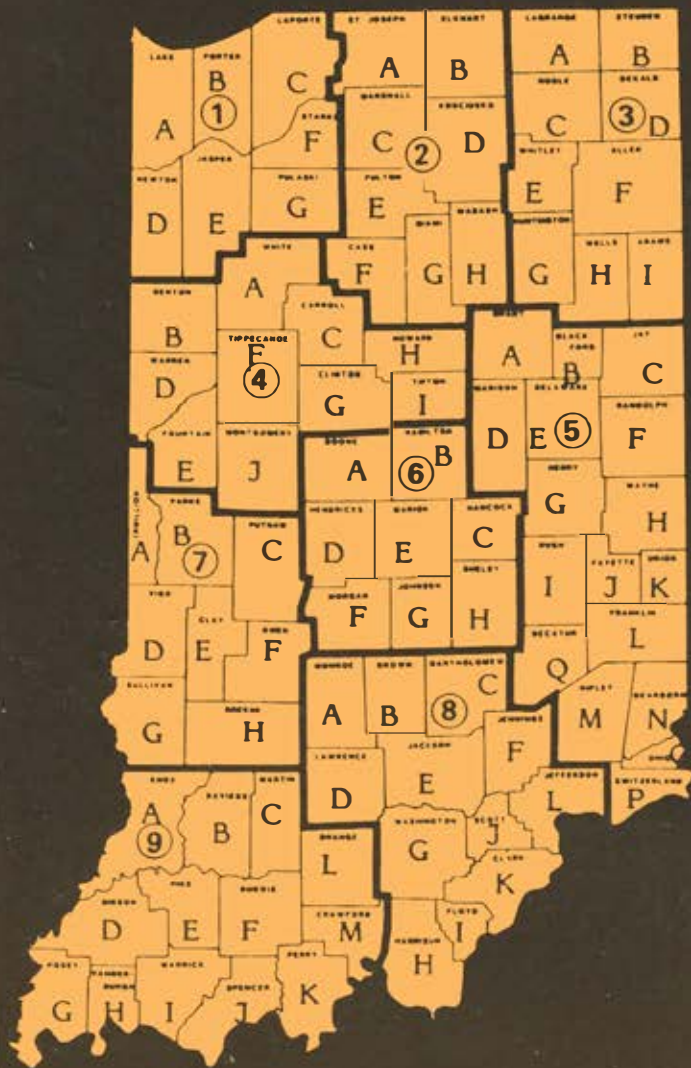 LAKE
A
PORTER
B
1
LAPORTE
C
STARKE
F
NEWTON
D
JASPER
E
PULASKI
G
ST JOSEPH
A
ELKHART
B
MARSHALL
C
2
KOSCIUSKO
D
FULTON
E
CASS
F
MIAMI
G
WABASH
H
LAGRANGE
A
STEUBEN
B
NOBLE
C
DEKALB
3
D
WHITLEY
E
ALLEN
F
HUNTINGTON
G
WELLS
H
ADAMS
I
WHITE
A
BENTON
B
CARROLL
C
WARREN
D
TIPPECANOE
F
4
HOWARD
H
CLINTON
G
TIPTON
I
FOUNTAIN
E
MONTGOMERY
J
GRANT
A
BLACK
FORD
B
JAY
C
MADISON
D
DELAWARE
E
5
RANDOLPH
F
HENRY
G
WAYNE
H
RUSH
I
FAYETTE
J
UNION
K
FRANKLIN
L
DECATUR
Q
RIPLEY
M
DEARBORN
N
OHIO
SWITZERLAND
P
BOONE
A
HAMILTON
6
B
HENDRICKS
D
MARION
E
HANCOCK
C
MORGAN
F
JOHNSON
G
SHELBY
H
A
PARKE
B
7
PUTNAM
C
VIGO
D
CLAY
E
OWEN
F
SULLIVAN
G
GREENE
H
MONROE
A
BROWN
B
BARTHOLOMEW
C
8
LAWRENCE
D
JACKSON
E
JENNINGS
F
JEFFERSON
L
WASHINGTON
G
SCOTT
J
CLARK
K
FLOYD
I
HARRISON
H
KNOX
A
9
DAVIESS
B
MARTIN
C
ORANGE
L
GIBSON
D
PIKE
E
DUBOIS
F
CRAWFORD
M
POSEY
G
VANDER-
BURGH
H
WARRICK
I
SPENCER
J
PERRY
K